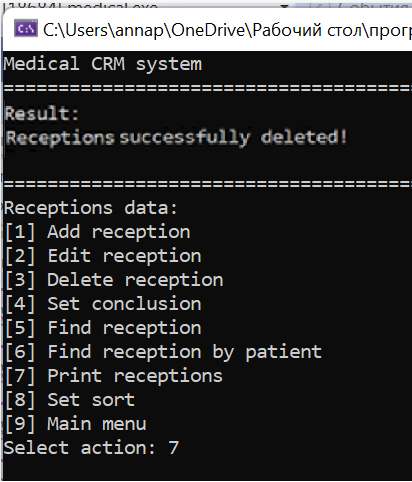 C:\Users\annap\OneDrive\Рабочий стол\прог
Medical CRM system
=====================================
Result:
Receptions successfully deleted!
=====================================
Receptions data:
[1] Add reception
[2] Edit reception
[3] Delete reception
[4] Set conclusion
[5] Find reception
[6] Find reception by patient
[7] Print receptions
[8] Set sort
[9] Main menu
Select action: 7